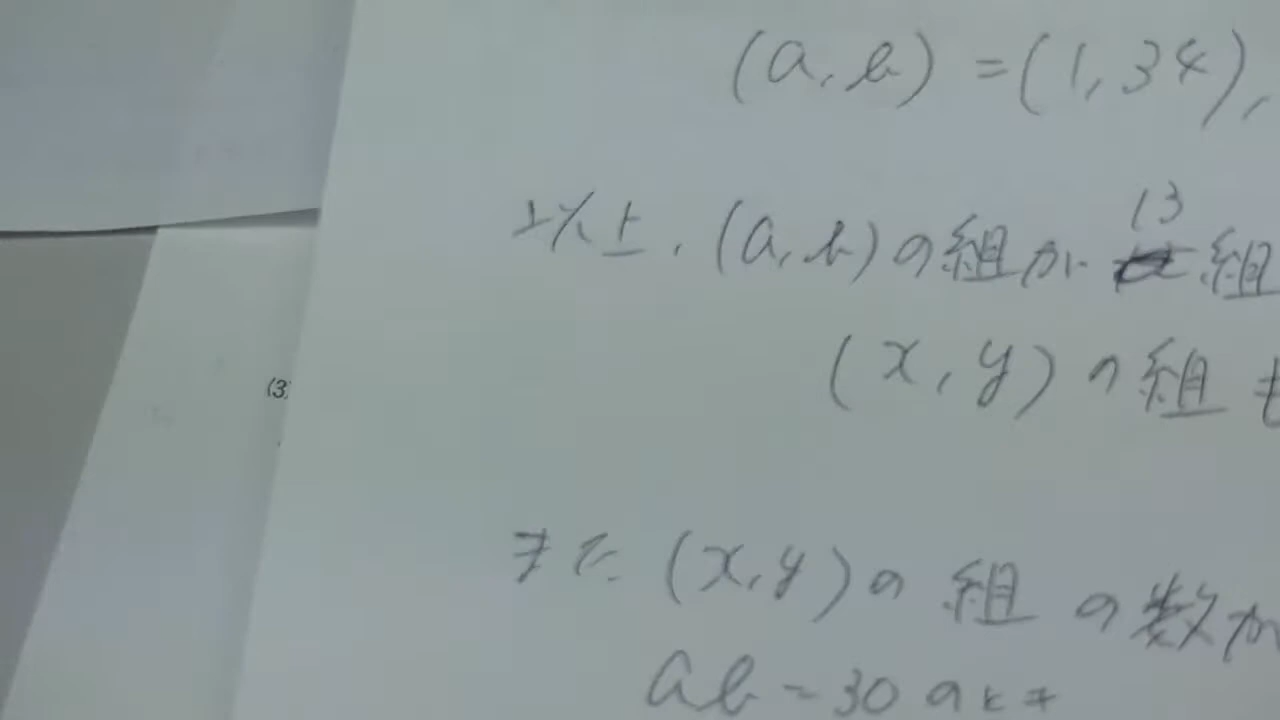 (a, b) = (1, 34),
以上、(a, b)の組が 13 組
(x, y)の組も
(3)
また (x, y)の組の数が
ab = 30 のとき